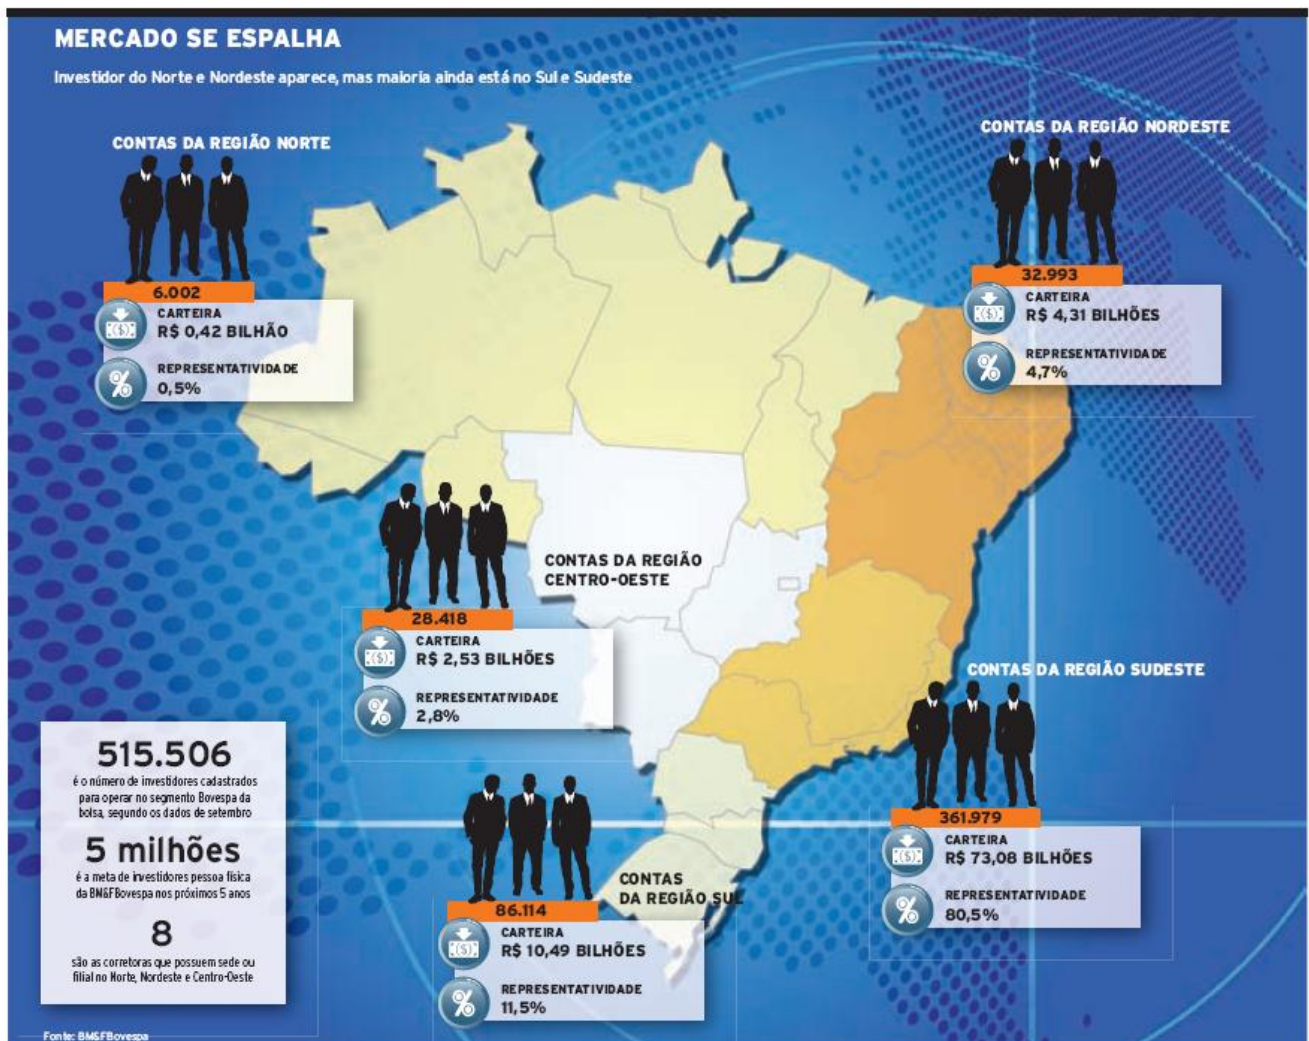 MERCADO SE ESPALHA
Investidor do Norte e Nordeste aparece, mas maioria ainda está no Sul e Sudeste
CONTAS DA REGIÃO NORTE
6.002
CARTEIRA
R$ 0,42 BILHÃO
REPRESENTATIVIDADE
0,5%
CONTAS DA REGIÃO NORDESTE
32.993
CARTEIRA
R$ 4,31 BILHÕES
REPRESENTATIVIDADE
4,7%
CONTAS DA REGIÃO
CENTRO-OESTE
28.418
CARTEIRA
R$ 2,53 BILHÕES
REPRESENTATIVIDADE
2,8%
CONTAS DA REGIÃO SUDESTE
361.979
CARTEIRA
R$ 73,08 BILHÕES
REPRESENTATIVIDADE
80,5%
CONTAS
DA REGIÃO SUL
86.114
CARTEIRA
R$ 10,49 BILHÕES
REPRESENTATIVIDADE
11,5%
515.506
é o número de investidores cadastrados
para operar no segmento Bovespa da
bolsa, segundo os dados de setembro
5 milhões
é a meta de investidores pessoa física
da BM&FBovespa nos próximos 5 anos
8
são as corretoras que possuem sede ou
filial no Norte, Nordeste e Centro-Oeste
Fonte: BM&FBovespa